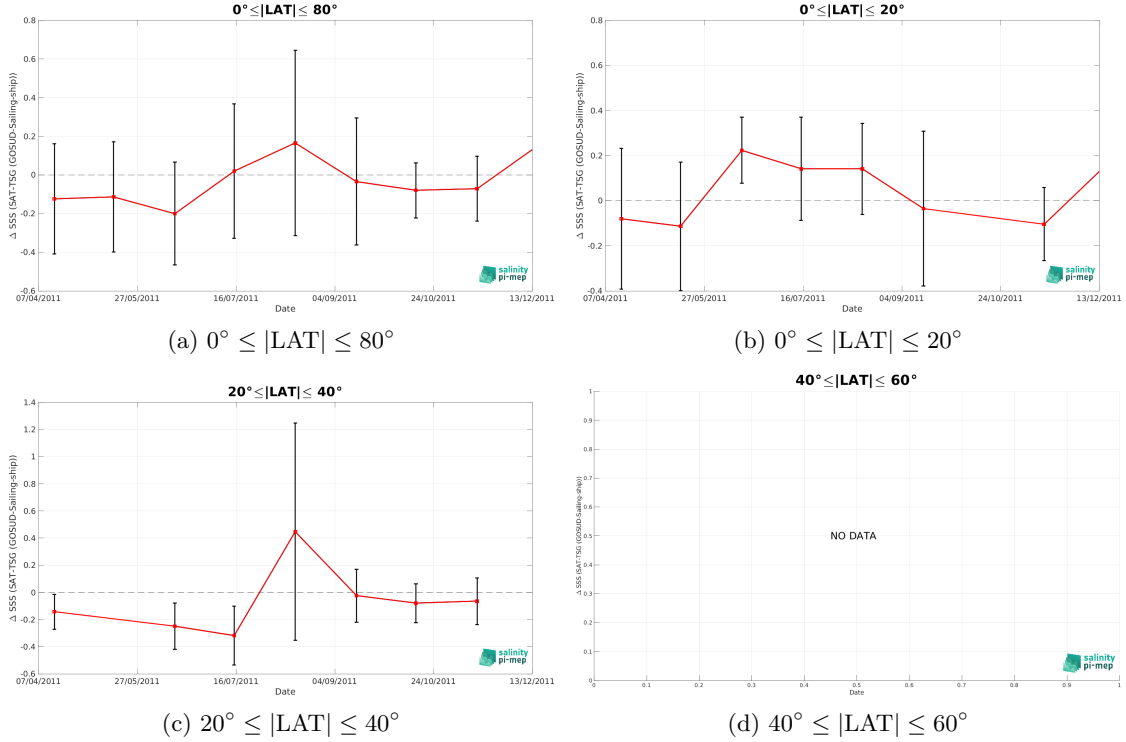 0°≤|LAT|≤ 80°
Δ SSS (SAT-TSG (GOSUD-Sailing-ship))
0.8
0.6
0.4
0.2
0
-0.2
-0.4
-0.6
07/04/2011 27/05/2011 16/07/2011 04/09/2011 24/10/2011 13/12/2011
Date
salinity
pi-mep
(a) 0° ≤ |LAT| ≤ 80°
0°≤|LAT|≤ 20°
Δ SSS (SAT-TSG (GOSUD-Sailing-ship))
0.8
0.6
0.4
0.2
0
-0.2
-0.4
07/04/2011 27/05/2011 16/07/2011 04/09/2011 24/10/2011 13/12/2011
Date
salinity
pi-mep
(b) 0° ≤ |LAT| ≤ 20°
20°≤|LAT|≤ 40°
Δ SSS (SAT-TSG (GOSUD-Sailing-ship))
1.4
1.2
1
0.8
0.6
0.4
0.2
0
-0.2
-0.4
-0.6
07/04/2011 27/05/2011 16/07/2011 04/09/2011 24/10/2011 13/12/2011
Date
salinity
pi-mep
(c) 20° ≤ |LAT| ≤ 40°
40°≤|LAT|≤ 60°
Δ SSS (SAT-TSG (GOSUD-Sailing-ship))
1
0.9
0.8
0.7
0.6
0.5
0.4
0.3
0.2
0.1
0
NO DATA
0 0.1 0.2 0.3 0.4 0.5 0.6 0.7 0.8 0.9 1
Date
salinity
pi-mep
(d) 40° ≤ |LAT| ≤ 60°